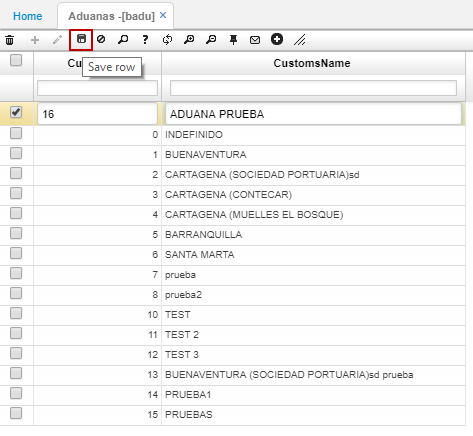 Home
Aduanas -[badu] ×
Save row
Cu
CustomsName
16 ADUANA PRUEBA
0 INDEFINIDO
1 BUENAVENTURA
2 CARTAGENA (SOCIEDAD PORTUARIA)sd
3 CARTAGENA (CONTECAR)
4 CARTAGENA (MUELLES EL BOSQUE)
5 BARRANQUILLA
6 SANTA MARTA
7 prueba
8 prueba2
10 TEST
11 TEST 2
12 TEST 3
13 BUENAVENTURA (SOCIEDAD PORTUARIA)sd prueba
14 PRUEBA1
15 PRUEBAS